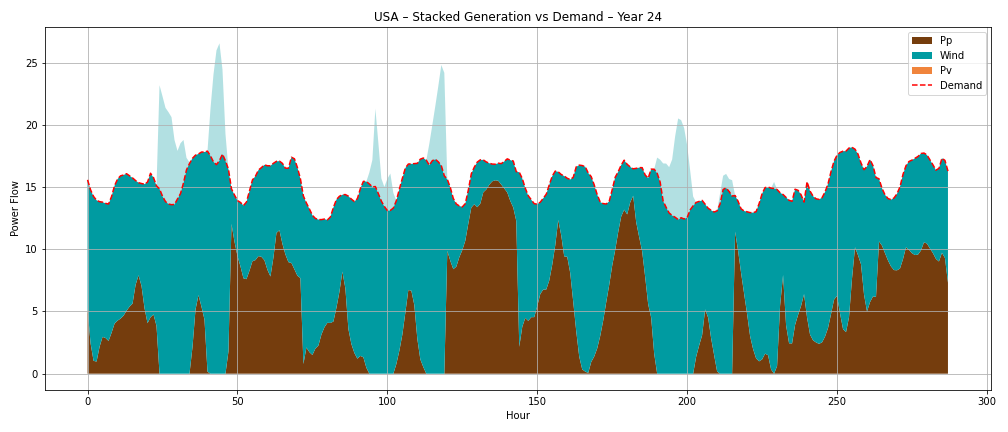 USA – Stacked Generation vs Demand – Year 24
Pp
Wind
Pv
Demand
Power Flow
25
20
15
10
5
0
0 50 100 150 200 250 300
Hour